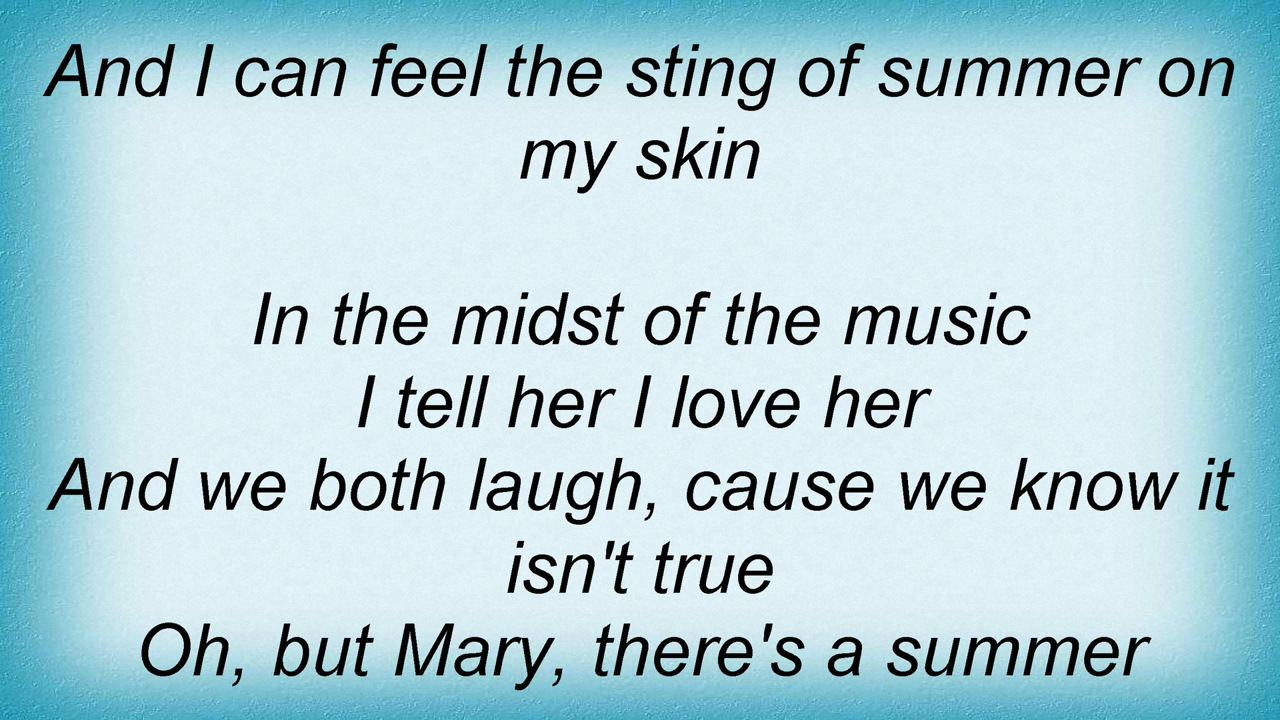 And I can feel the sting of summer on
my skin
In the midst of the music
I tell her I love her
And we both laugh, cause we know it
isn't true
Oh, but Mary, there's a summer